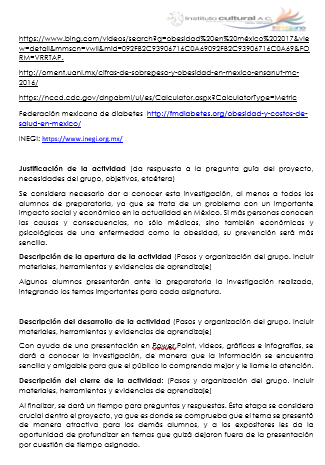 instituto cultural A.C.
https://www.bing.com/videos/search?q=obesidad%20en%20méxico%202017&vie
w=detail&mmscn=vwrc&mid=092F82C93906716C0A69092F82C93906716C0A69&FO
RM=VRRTAP.
http://oment.uanl.mx/cifras-de-sobrepeso-y-obesidad-en-mexico-ensanut-mc-
2016/
https://nccd.cdc.gov/dnpabmi/ui/es/Calculator.aspx?CalculatorType=Metric
Federación mexicana de diabetes http://fmdiabetes.org/obesidad-y-costos-de-
salud-en-mexico/
INEGI: https://www.inegi.org.mx/
Justificación de la actividad (da respuesta a la pregunta guía del proyecto,
necesidades del grupo, objetivos, etcétera)
Se considera necesario dar a conocer esta investigación, al menos a todos los
alumnos de preparatoria, ya que se trata de un problema con un importante
impacto social y económico en la actualidad en México. Si más personas conocen
las causas y consecuencias, no sólo médicas, sino también económicas y
psicológicas de una enfermedad como la obesidad, su prevención será más
sencilla.
Descripción de la apertura de la actividad (Pasos y organización del grupo. Incluir
materiales, herramientas y evidencias de aprendizaje)
Algunos alumnos presentarán ante la preparatoria la investigación realizada,
integrando los temas importantes para cada asignatura.
Descripción del desarrollo de la actividad (Pasos y organización del grupo. Incluir
materiales, herramientas y evidencias de aprendizaje)
Con ayuda de una presentación en Power Point, videos, gráficas e infografías, se
dará a conocer la investigación, de manera que la información se encuentra
sencilla y amigable para que el público lo comprenda mejor y le llame la atención.
Descripción del cierre de la actividad: (Pasos y organización del grupo. Incluir
materiales, herramientas y evidencias de aprendizaje)
Al finalizar, se dará un tiempo para preguntas y respuestas. Ésta etapa se considera
crucial dentro el proyecto, ya que es donde se comprueba que el tema se presentó
de manera atractiva para los demás alumnos, y a los expositores les da la
oportunidad de profundizar en temas que quizá dejaron fuera de la presentación
por cuestión de tiempo asignado.